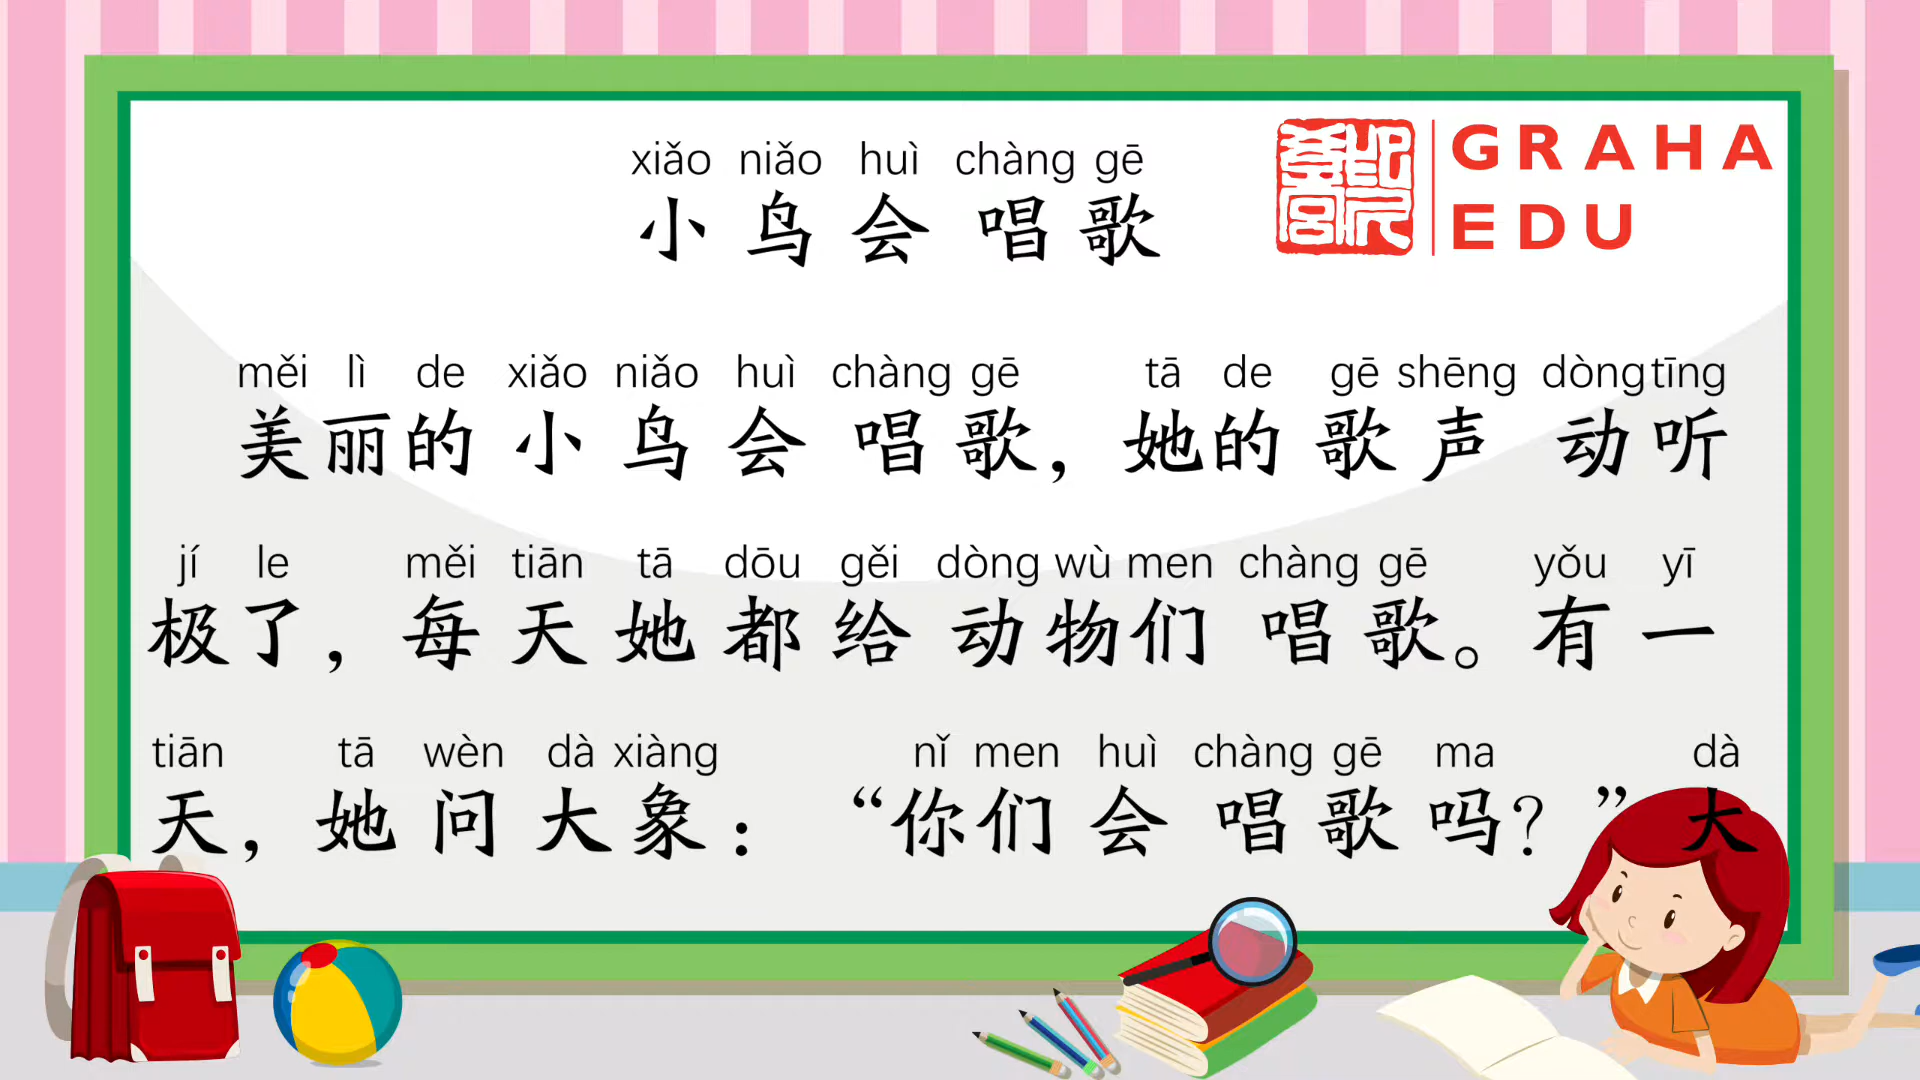 xiǎo niǎo huì chàng gē
小鸟会唱歌
GRAHA
EDU
měi lì de xiǎo niǎo huì chàng gē tā de gē shēng dòng tīng
美丽的小鸟会唱歌，她的歌声动听
jí le měi tiān tā dōu gěi dòng wù men chàng gē yǒu yī
极了，每天她都给动物们唱歌。有一
tiān tā wèn dà xiàng nǐ men huì chàng gē ma dà
天，她问大象：“你们会唱歌吗？”大